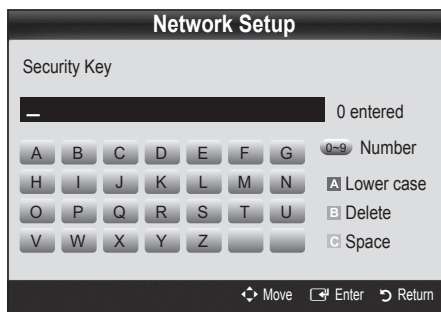 Network Setup
Security Key
_ 0 entered
A B C D E F G 0~9 Number
H I J K L M N A Lower case
O P Q R S T U B Delete
V W X Y Z C Space
Move Enter Return